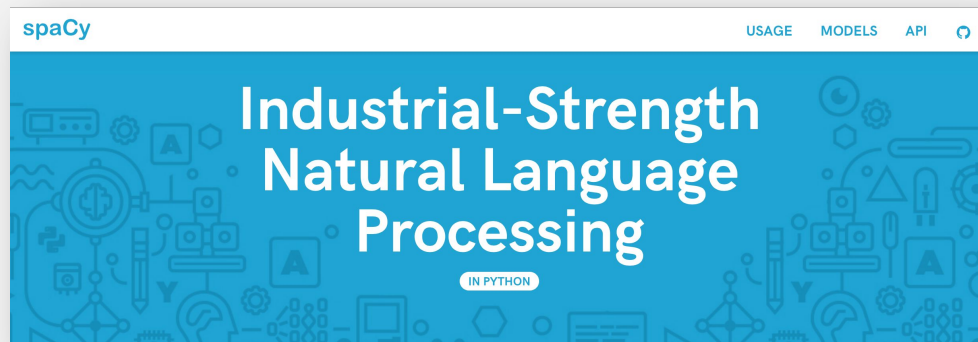 spaCy
USAGE MODELS API
Industrial-Strength
Natural Language
Processing
IN PYTHON
A
A
A
Y
Y